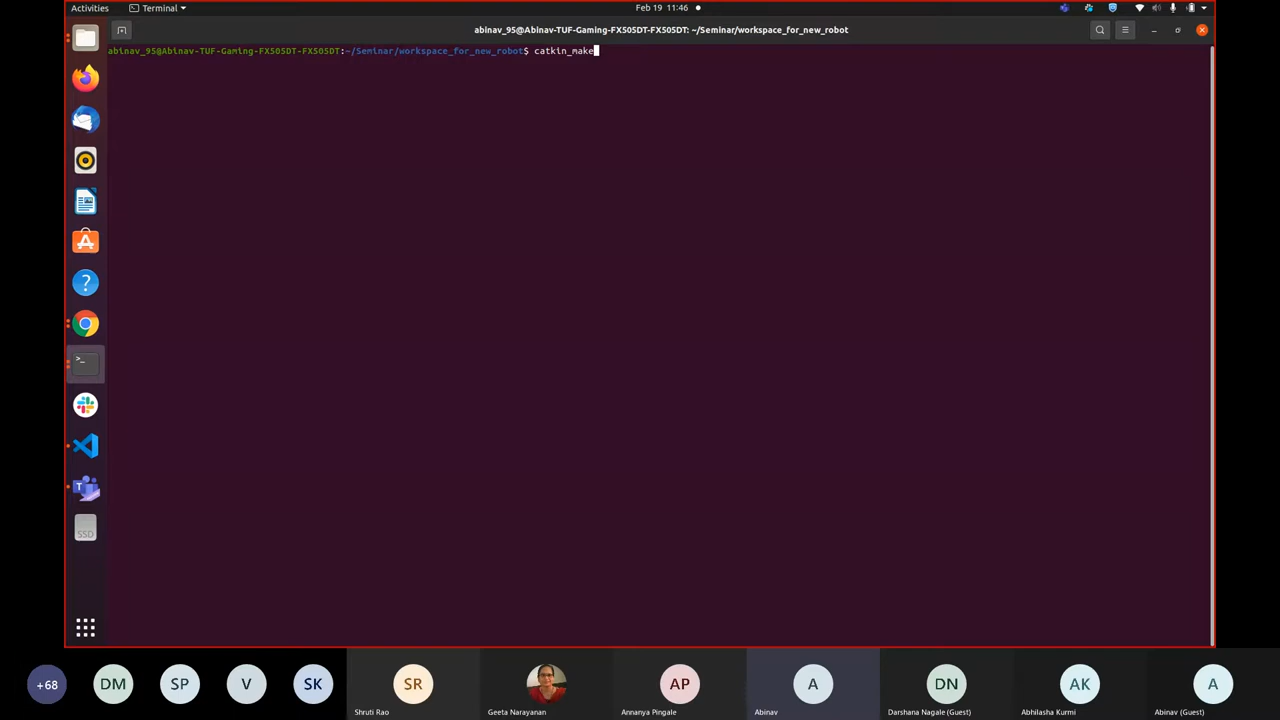 Activities
Terminal
Feb 19 11:46
abinav_95@Abinav-TUF-Gaming-FX505DT-FX505DT: ~/Seminar/workspace_for_new_robot
abinav_95@Abinav-TUF-Gaming-FX505DT-FX505DT:~/Seminar/workspace_for_new_robot$ catkin_make
>_
?
T
SSD
+68
DM
SP
V
SK
SR
AP
A
DN
AK
A
Shruti Rao
Geeta Narayanan
Annanya Pingale
Abinav
Darshana Nagale (Guest)
Abhilasha Kurmi
Abinav (Guest)